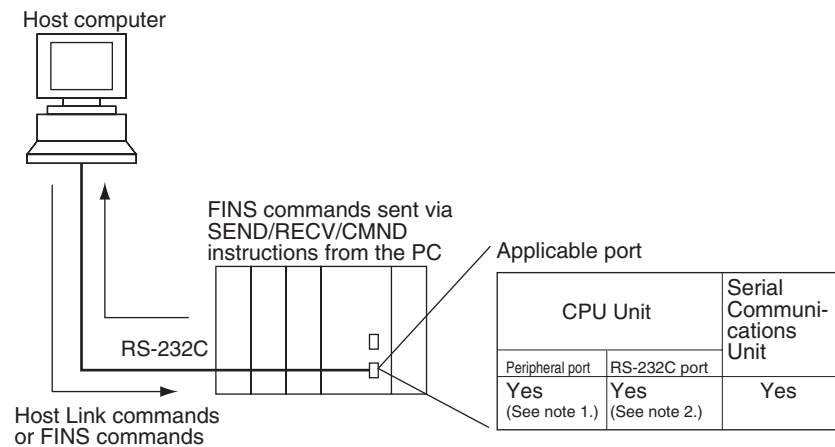 Host computer
FINS commands sent via
SEND/RECV/CMND
instructions from the PC
Applicable port
RS-232C
Host Link commands
or FINS commands
CPU Unit
Serial
Communi-
cations
Unit
Peripheral port
RS-232C port
Yes
(See note 1.)
Yes
(See note 2.)
Yes